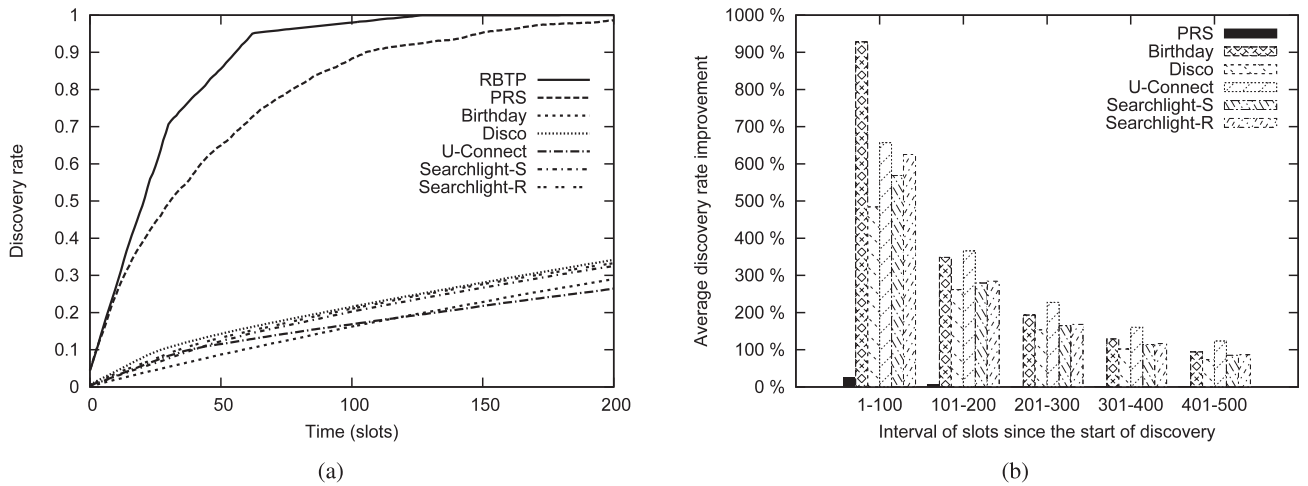 1
0.9
0.8
0.7
0.6
0.5
0.4
0.3
0.2
0.1
0
Discovery rate
RBTP
PRS
Birthday
Disco
U-Connect
Searchlight-S
Searchlight-R
0 50 100 150 200
Time (slots)
(a)
1000 %
900 %
800 %
700 %
600 %
500 %
400 %
300 %
200 %
100 %
0 %
Average discovery rate improvement
PRS
Birthday
Disco
U-Connect
Searchlight-S
Searchlight-R
1-100 101-200 201-300 301-400 401-500
Interval of slots since the start of discovery
(b)